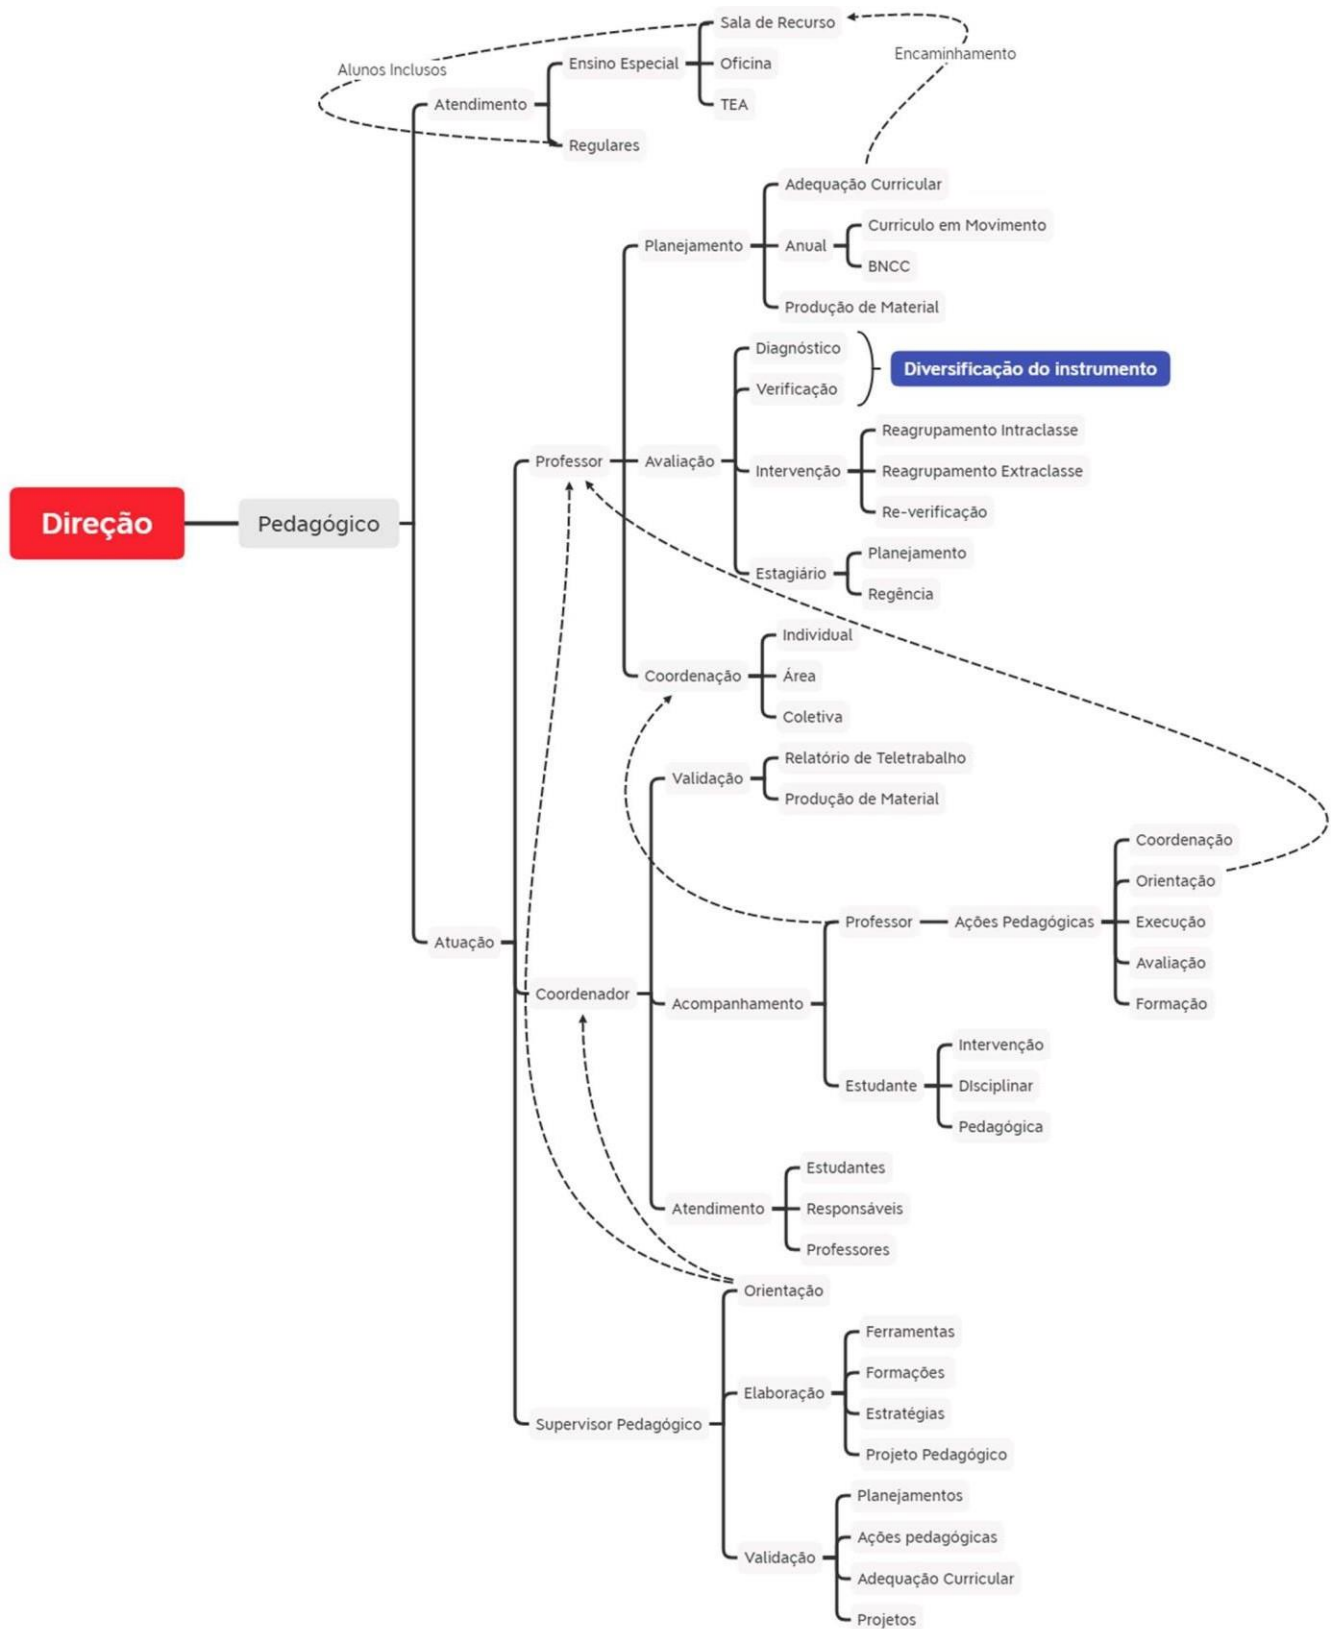 Sala de Recurso
Encaminhamento
Alunos Inclusos
Ensino Especial
Oficina
Atendimento
TEA
Regulares
Adequação Curricular
Curriculo em Movimento
Planejamento
Anual
BNCC
Produção de Material
Diagnóstico
Diversificação do instrumento
Verificação
Reagrupamento Intraclasse
Professor
Avaliação
Intervenção
Reagrupamento Extraclasse
Re-verificação
Direção
Pedagógico
Planejamento
Estagiário
Regência
Individual
Coordenação
Área
Coletiva
Relatório de Teletrabalho
Validação
Produção de Material
Coordenação
Orientação
Professor
Ações Pedagógicas
Execução
Atuação
Avaliação
Coordenador
Acompanhamento
Formação
Intervenção
Estudante
DIsciplinar
Pedagógica
Estudantes
Atendimento
Responsáveis
Professores
Orientação
Ferramentas
Formações
Elaboração
Estratégias
Supervisor Pedagógico
Projeto Pedagógico
Planejamentos
Ações pedagógicas
Validação
Adequação Curricular
Projetos